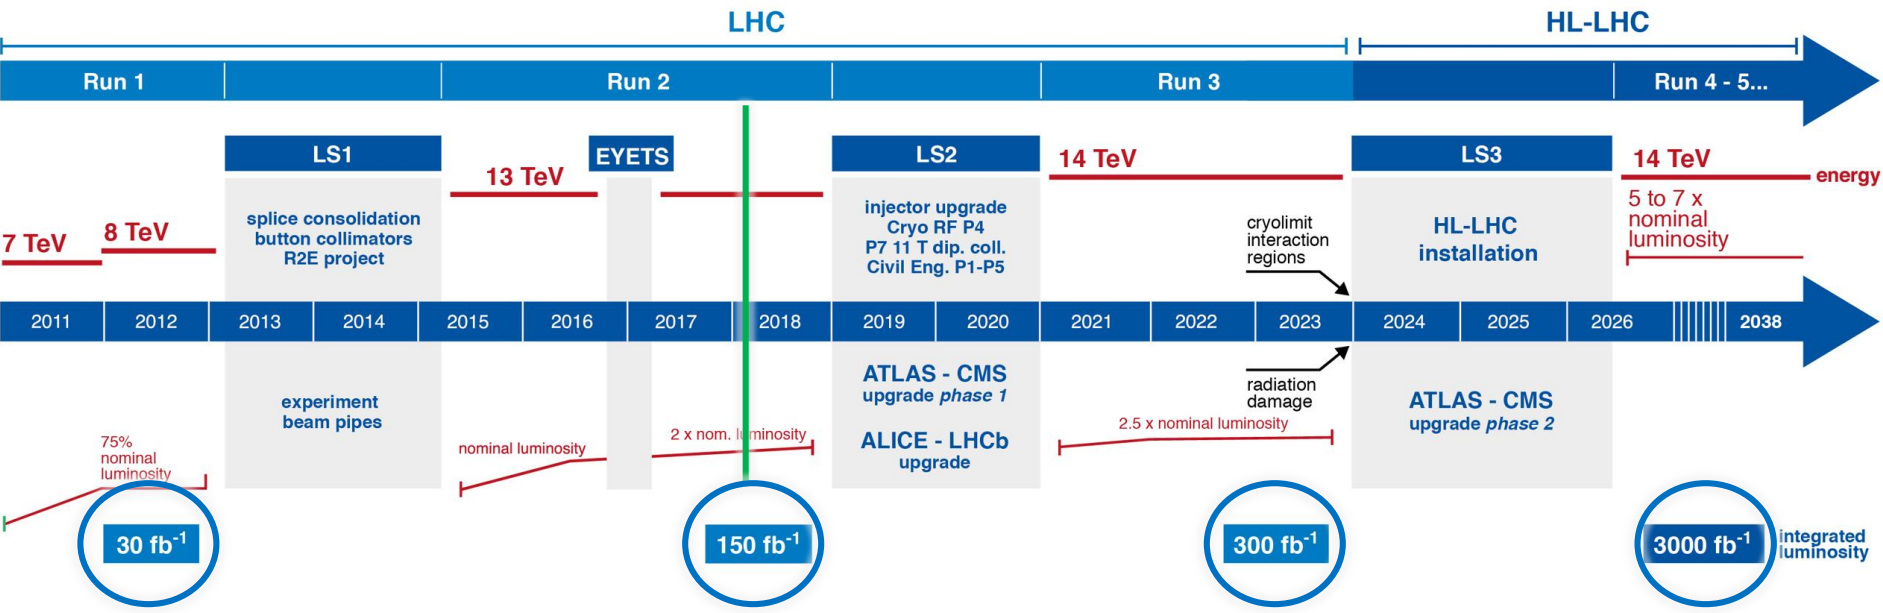 LHC
HL-LHC
Run 1
Run 2
Run 3
Run 4 - 5...
LS1
EYETS
LS2
LS3
13 TeV
14 TeV
14 TeV
energy
7 TeV
8 TeV
splice consolidation
button collimators
R2E project
injector upgrade
Cryo RF P4
P7 11 T dip. coll.
Civil Eng. P1-P5
cryolimit
interaction
regions
HL-LHC
installation
5 to 7 x
nominal
luminosity
2011 2012 2013 2014 2015 2016 2017 2018 2019 2020 2021 2022 2023 2024 2025 2026 2038
experiment
beam pipes
ATLAS - CMS
upgrade phase 1
ALICE - LHCb
upgrade
radiation
damage
ATLAS - CMS
upgrade phase 2
75%
nominal
luminosity
nominal luminosity
2 x nom. luminosity
2.5 x nominal luminosity
30 fb-1
150 fb-1
300 fb-1
3000 fb-1
integrated
luminosity